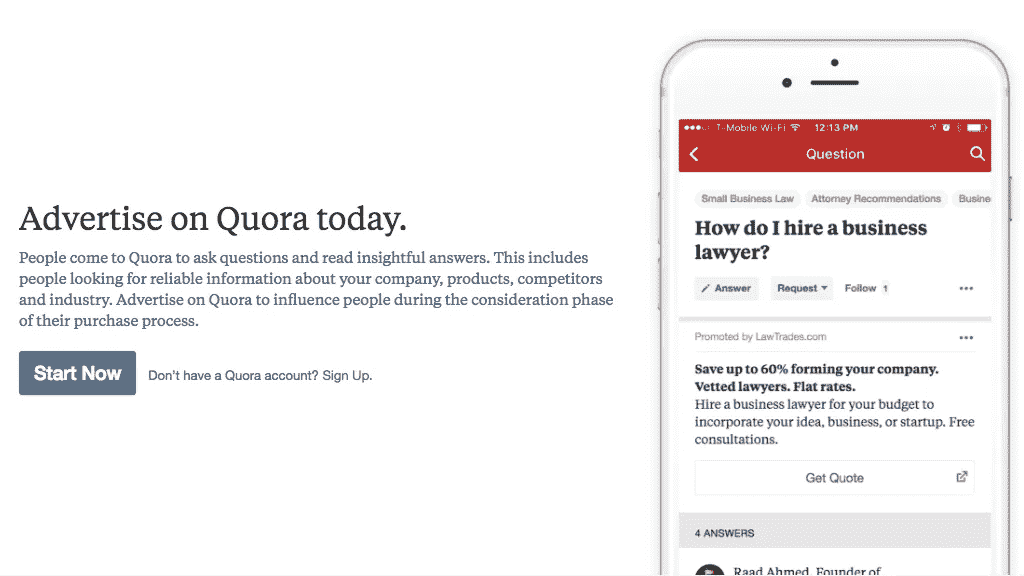 Advertise on Quora today.
People come to Quora to ask questions and read insightful answers. This includes
people looking for reliable information about your company, products, competitors
and industry. Advertise on Quora to influence people during the consideration phase
of their purchase process.
Start Now
Don't have a Quora account? Sign Up.
T-Mobile Wi-Fi 12:13 PM
Question
Small Business Law Attorney Recommendations Busine
How do I hire a business
lawyer?
Answer Request Follow 1
Promoted by LawTrades.com
Save up to 60% forming your company.
Vetted lawyers. Flat rates.
Hire a business lawyer for your budget to
incorporate your idea, business, or startup. Free
consultations.
Get Quote
4 ANSWERS
Raad Ahmed, Founder of